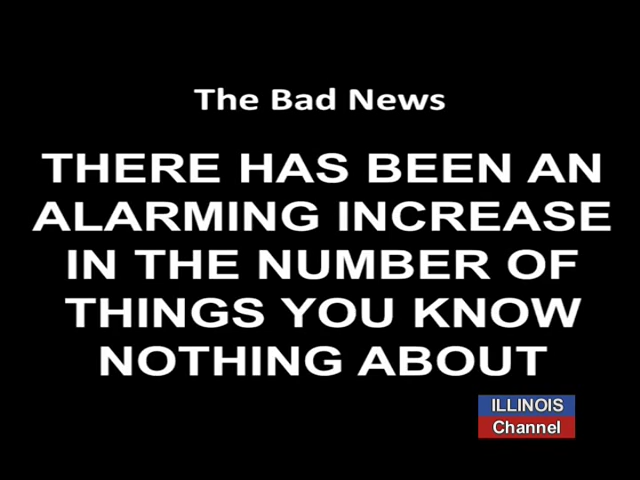 The Bad News
THERE HAS BEEN AN
ALARMING INCREASE
IN THE NUMBER OF
THINGS YOU KNOW
NOTHING ABOUT
ILLINOIS
Channel